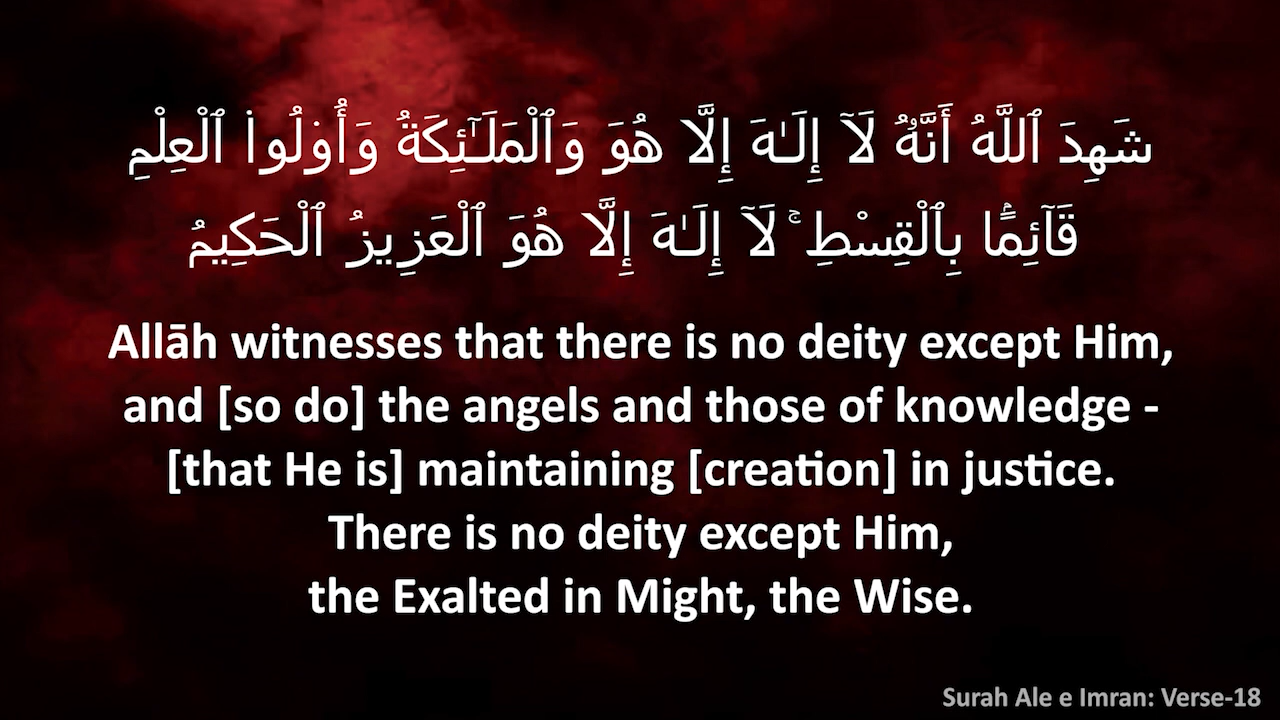 شَهِدَ ٱللَّهُ أَنَّهُۥ لَآ إِلَـٰهَ إِلَّا هُوَ وَٱلْمَلَـٰٓئِكَةُ وَأُو۟لُوا۟ ٱلْعِلْمِ
قَآئِمًۢا بِٱلْقِسْطِ ۚ لَآ إِلَـٰهَ إِلَّا هُوَ ٱلْعَزِيزُ ٱلْحَكِيمُ
Allāh witnesses that there is no deity except Him,
and [so do] the angels and those of knowledge -
[that He is] maintaining [creation] in justice.
There is no deity except Him,
the Exalted in Might, the Wise.
Surah Ale e Imran: Verse-18